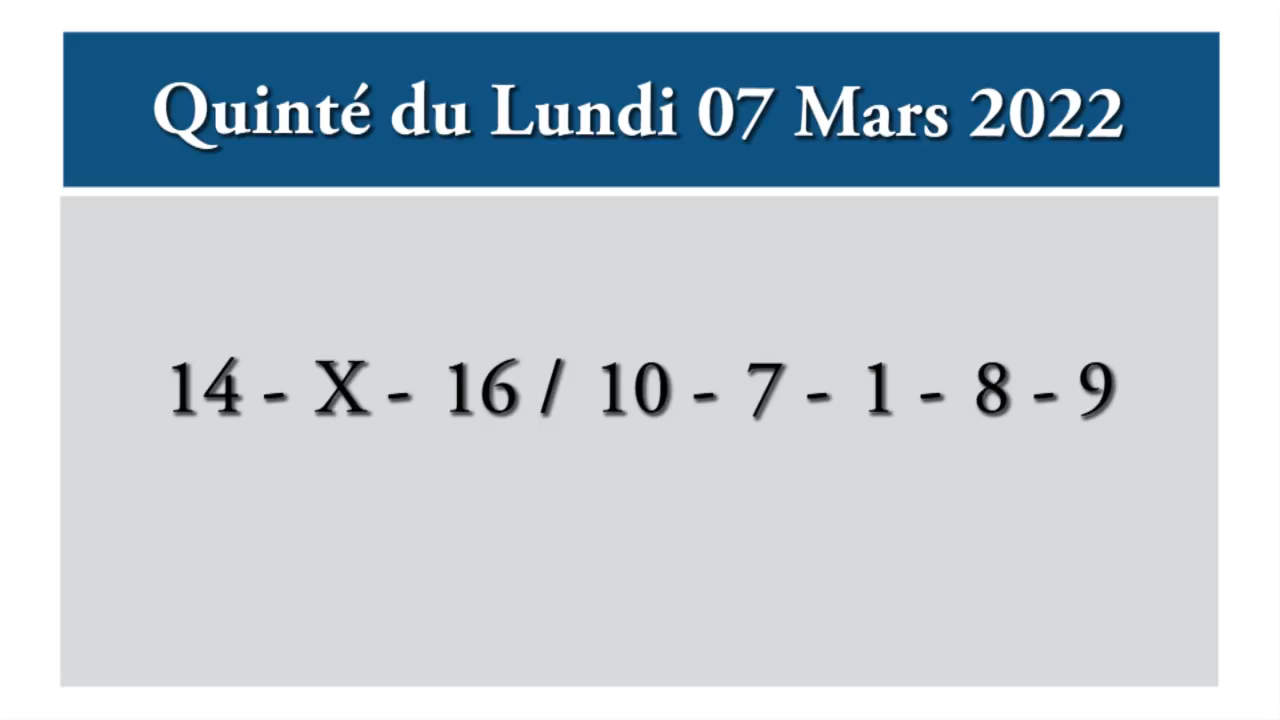 Quinté du Lundi 07 Mars 2022
14 - X - 16 / 10 - 7 - 1 - 8 - 9